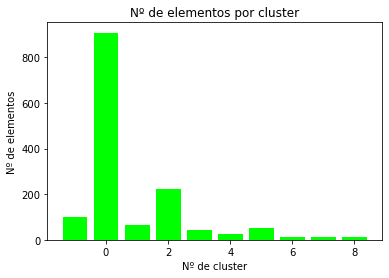 Nº de elementos por cluster
Nº de elementos
800
600
400
200
0
0 2 4 6 8
Nº de cluster